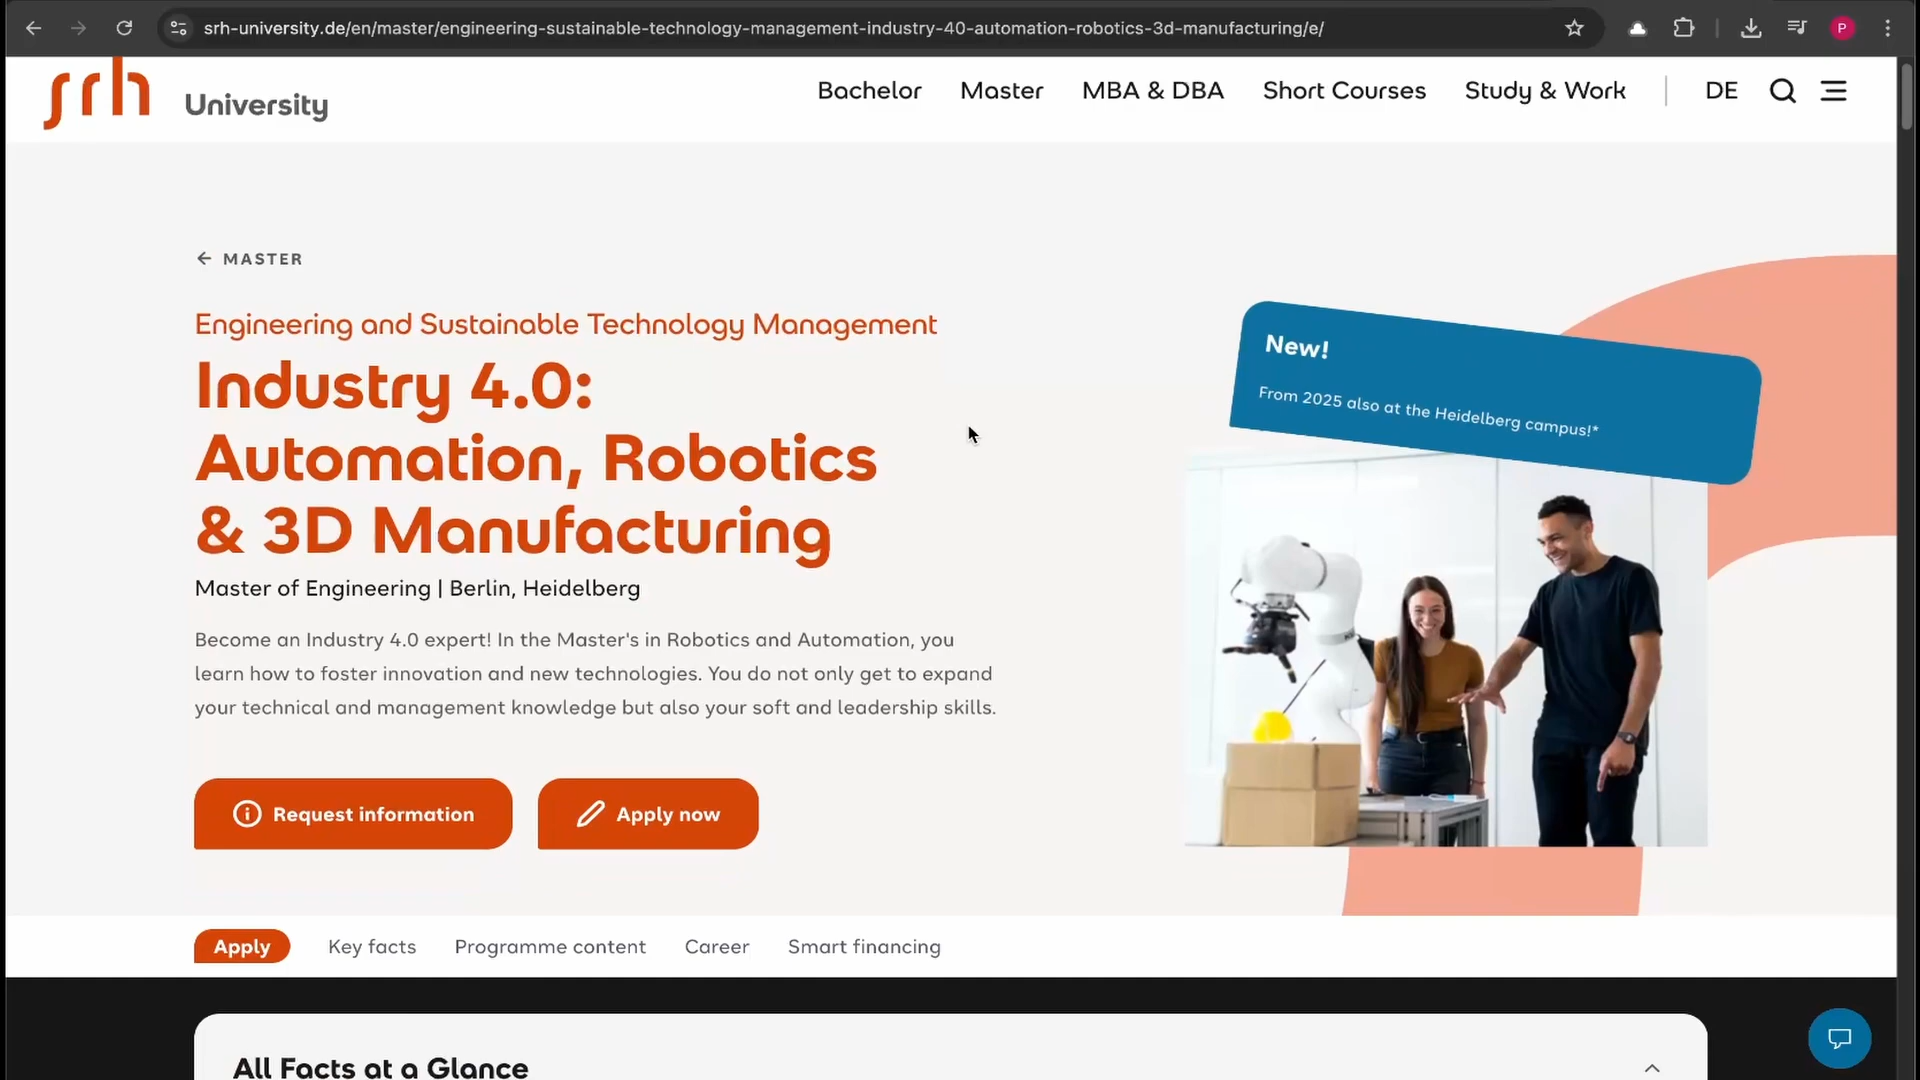 srh-university.de/en/master/engineering-sustainable-technology-management-industry-40-automation-robotics-3d-manufacturing/e/
P
srh University
Bachelor
Master
MBA & DBA
Short Courses
Study & Work
DE
← MASTER
Engineering and Sustainable Technology Management
Industry 4.0:
Automation, Robotics
& 3D Manufacturing
Master of Engineering | Berlin, Heidelberg
Become an Industry 4.0 expert! In the Master's in Robotics and Automation, you
learn how to foster innovation and new technologies. You do not only get to expand
your technical and management knowledge but also your soft and leadership skills.
Request information
Apply now
New!
From 2025 also at the Heidelberg campus!*
Apply
Key facts
Programme content
Career
Smart financing
All Facts at a Glance